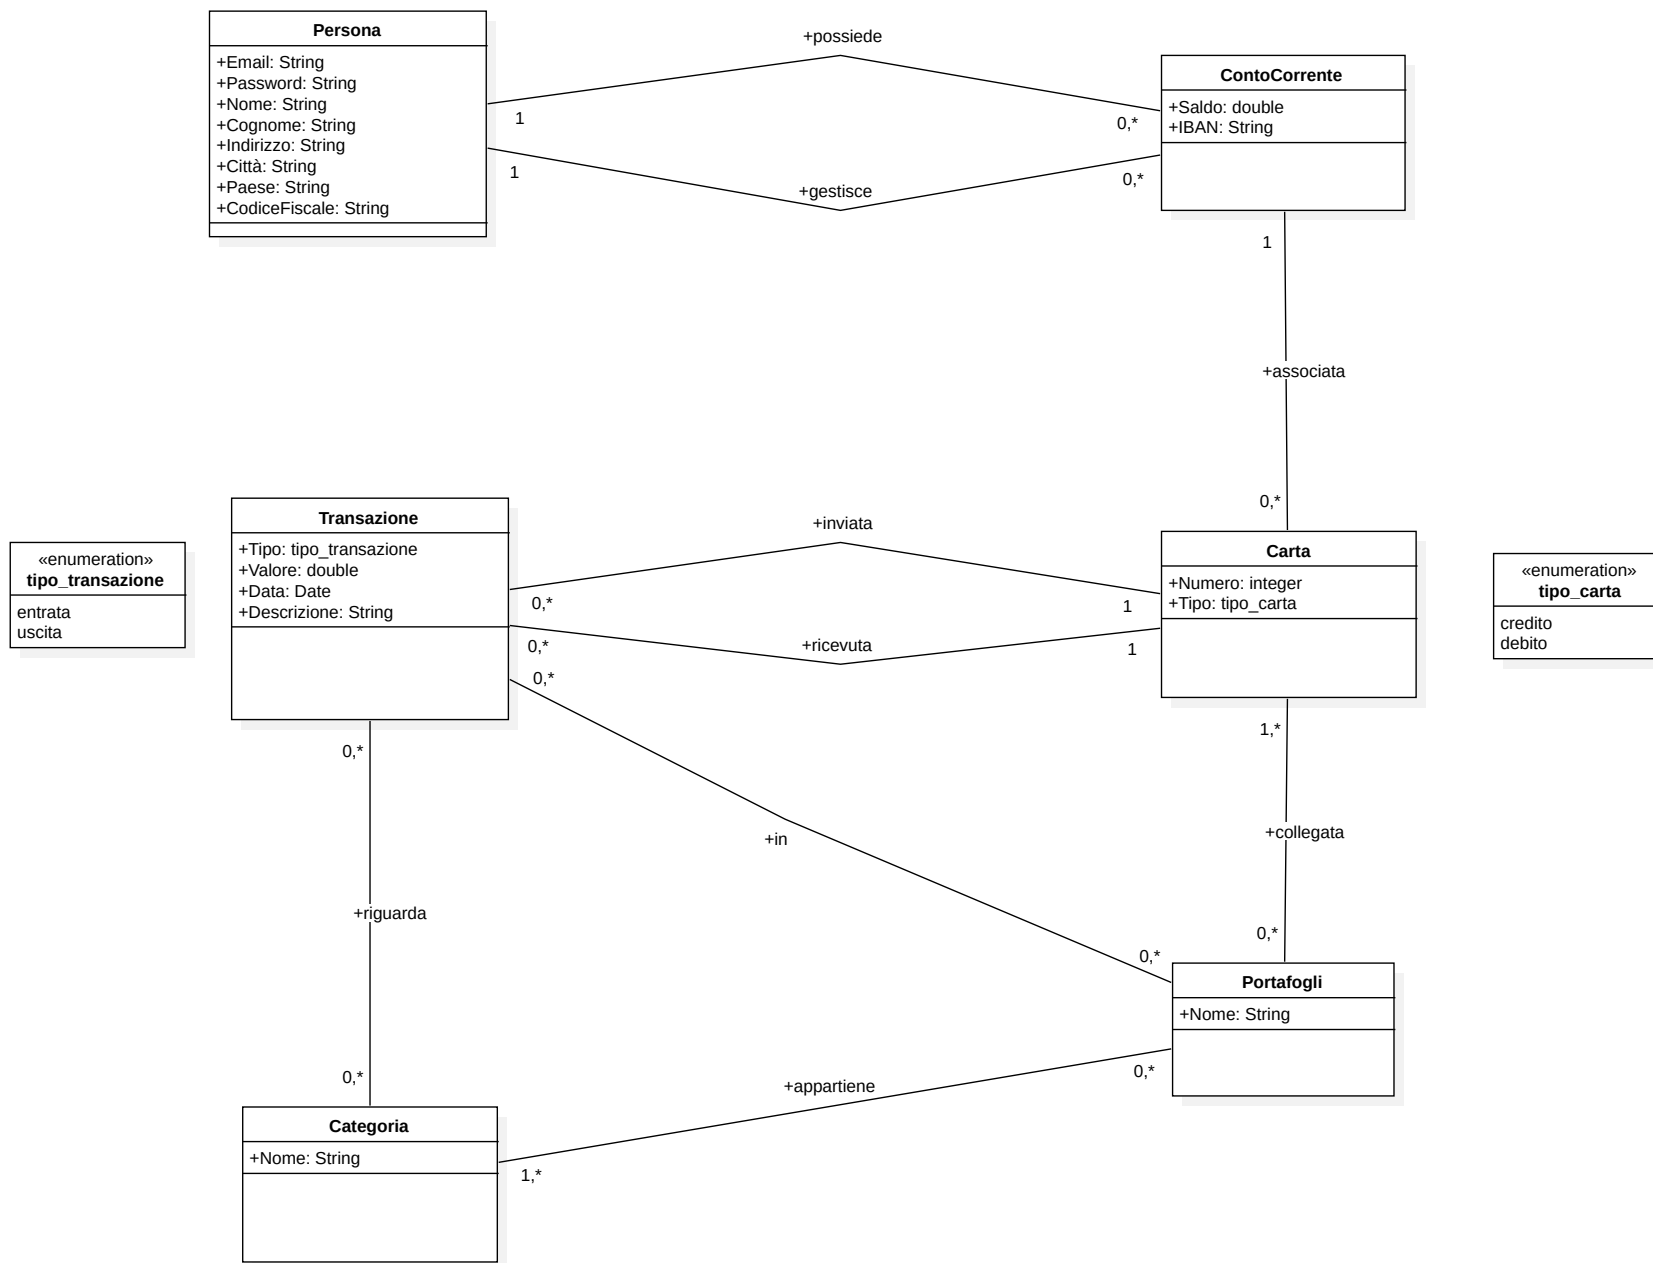 Persona
+Email: String
+Password: String
+Nome: String
+Cognome: String
+Indirizzo: String
+Città: String
+Paese: String
+CodiceFiscale: String
+possiede
1
0,*
1
+gestisce
0,*
ContoCorrente
+Saldo: double
+IBAN: String
1
+associata
0,*
«enumeration»
tipo_transazione
entrata
uscita
Transazione
+Tipo: tipo_transazione
+Valore: double
+Data: Date
+Descrizione: String
+inviata
0,*
1
+ricevuta
0,*
1
0,*
Carta
+Numero: integer
+Tipo: tipo_carta
«enumeration»
tipo_carta
credito
debito
0,*
1,*
+in
+collegata
+riguarda
0,*
0,*
Portafogli
+Nome: String
0,*
+appartiene
0,*
Categoria
+Nome: String
1,*